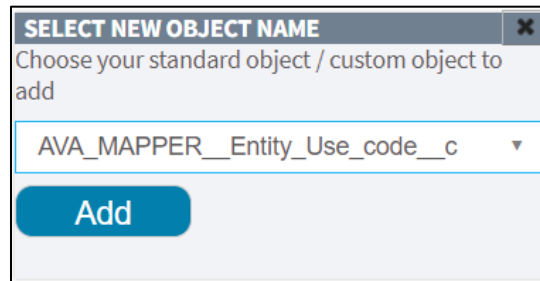 SELECT NEW OBJECT NAME
Choose your standard object / custom object to
add
AVA_MAPPER__Entity_Use_code__c
Add